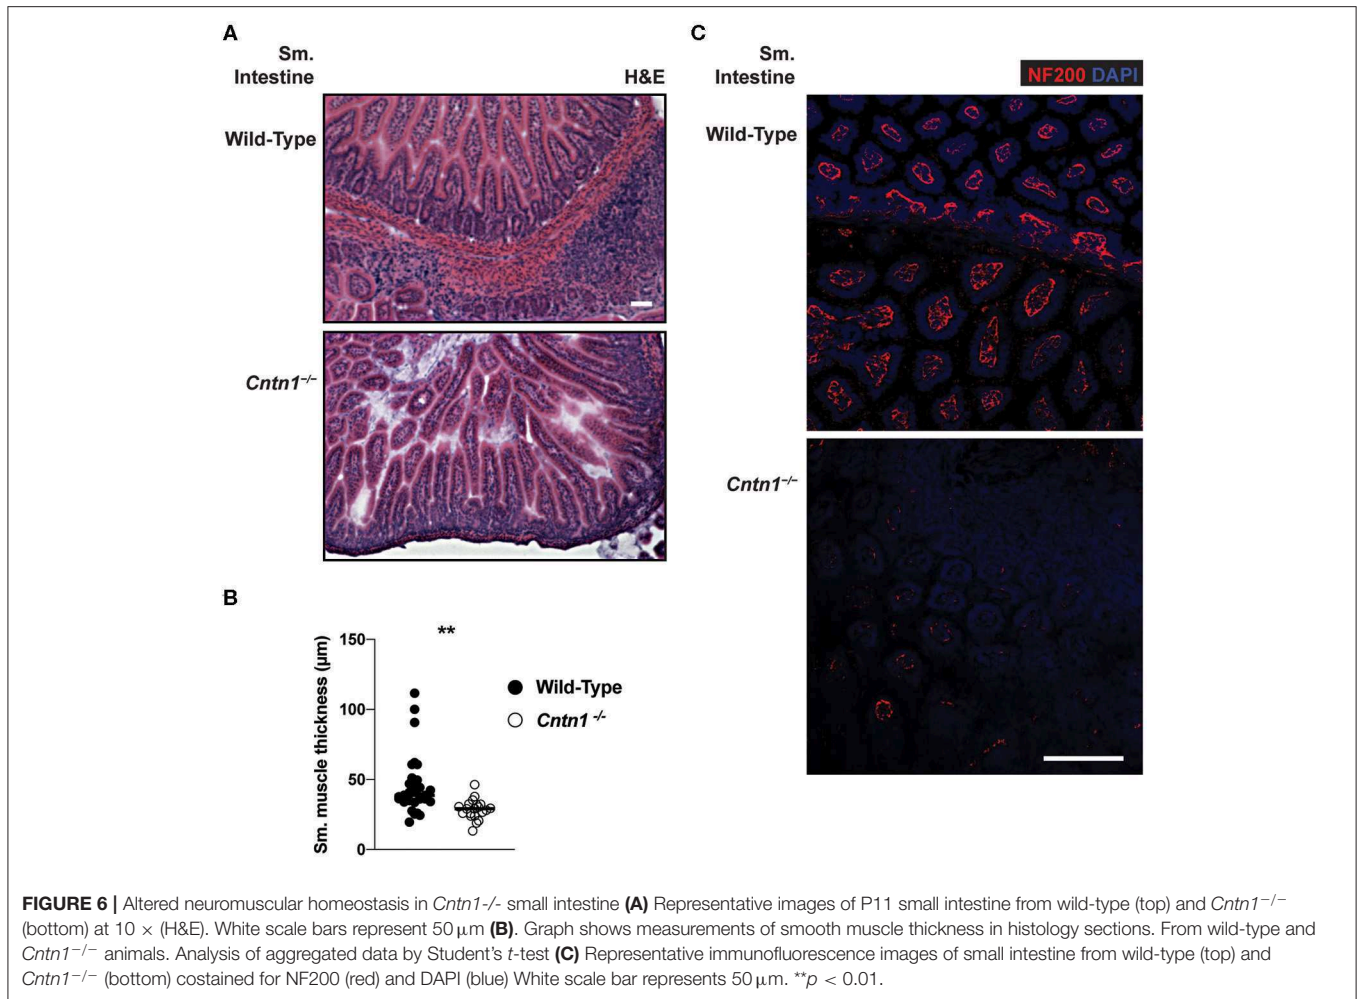 A
Sm.
Intestine
H&E
Wild-Type
Cntn1⁻/⁻
B
**
150
100
50
0
Sm. muscle thickness (µm)
Wild-Type
Cntn1 -/-
C
Sm.
Intestine
NF200 DAPI
Wild-Type
Cntn1⁻/⁻
FIGURE 6 | Altered neuromuscular homeostasis in Cntn1-/- small intestine (A) Representative images of P11 small intestine from wild-type (top) and Cntn1⁻/⁻
(bottom) at 10 × (H&E). White scale bars represent 50 µm (B). Graph shows measurements of smooth muscle thickness in histology sections. From wild-type and
Cntn1⁻/⁻ animals. Analysis of aggregated data by Student's t-test (C) Representative immunofluorescence images of small intestine from wild-type (top) and
Cntn1⁻/⁻ (bottom) costained for NF200 (red) and DAPI (blue) White scale bar represents 50 µm. **p < 0.01.